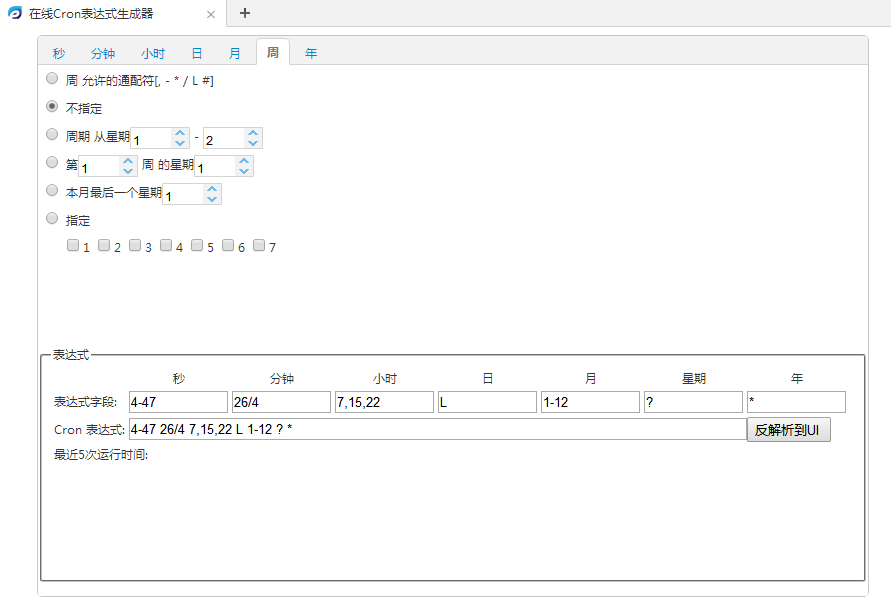 在线Cron表达式生成器
秒 分钟 小时 日 月 周 年
周 允许的通配符[, - * / L #]
不指定
周期 从星期 1 - 2
第 1 周 的星期 1
本月最后一个星期 1
指定
1 2 3 4 5 6 7
表达式
秒 分钟 小时 日 月 星期 年
表达式字段: 4-47 26/4 7,15,22 L 1-12 ? *
Cron 表达式: 4-47 26/4 7,15,22 L 1-12 ? * 反解析到UI
最近5次运行时间: